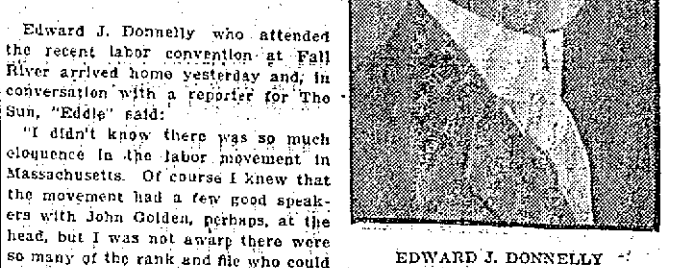 Edward J. Donnelly who attended
the recent labor convention at Fall
River arrived home yesterday and, in
conversation with a reporter for The
Sun, "Eddie" said:
"I didn't know there was so much
eloquence in the labor movement in
Massachusetts. Of course I knew that
the movement had a few good speak-
ers with John Golden, perhaps, at the
head, but I was not aware there were
so many of the rank and file who could
EDWARD J. DONNELLY